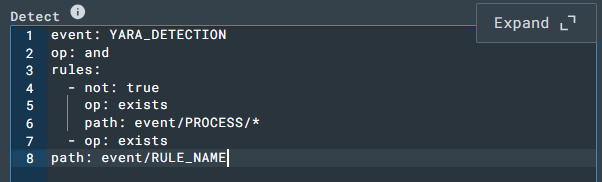 Detect
Expand
1 event: YARA_DETECTION
2 op: and
3 rules:
4   - not: true
5     op: exists
6     path: event/PROCESS/*
7   - op: exists
8 path: event/RULE_NAME